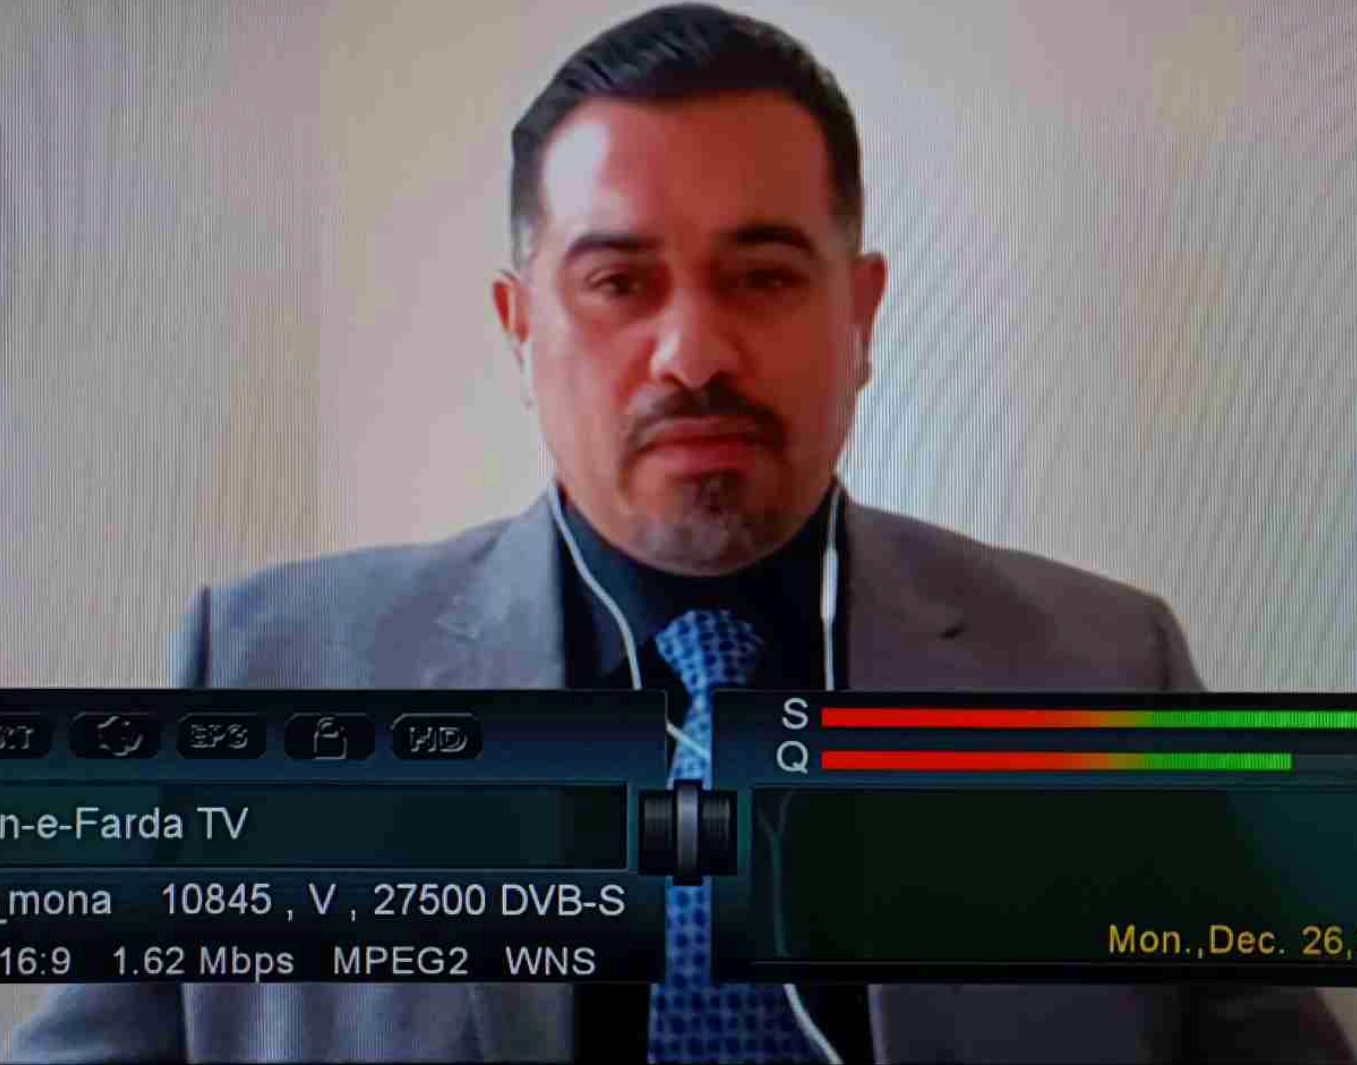 S
Q
EPG
HD
n-e-Farda TV
_mona 10845 , V , 27500 DVB-S
16:9 1.62 Mbps MPEG2 WNS
Mon.,Dec. 26,